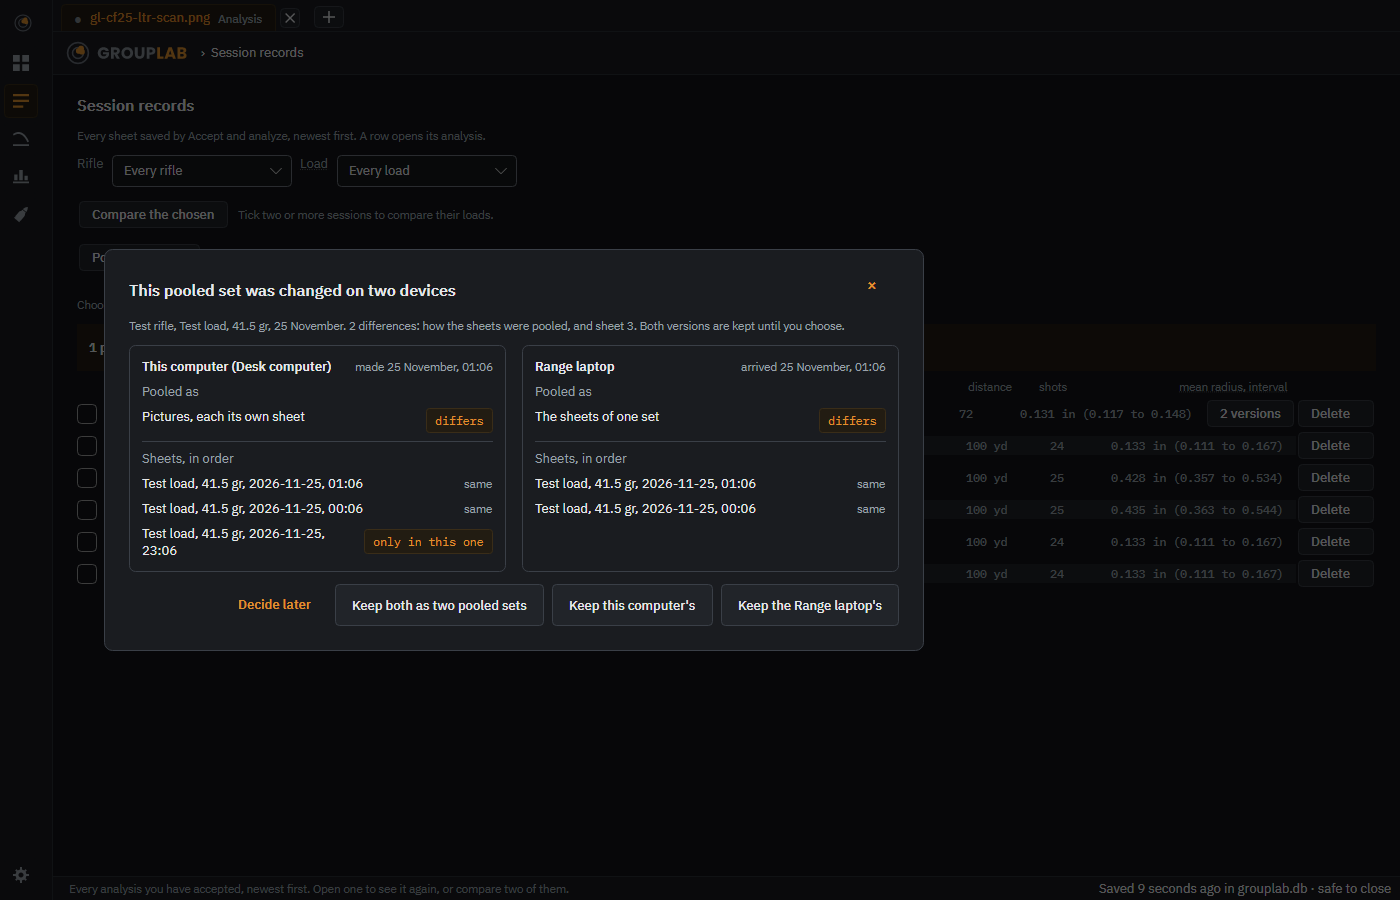 gl-cf25-ltr-scan.png Analysis
GROUPLAB › Session records
Session records
Every sheet saved by Accept and analyze, newest first. A row opens its analysis.
Rifle Every rifle Load Every load
Compare the chosen Tick two or more sessions to compare their loads.
This pooled set was changed on two devices
Test rifle, Test load, 41.5 gr, 25 November. 2 differences: how the sheets were pooled, and sheet 3. Both versions are kept until you choose.
This computer (Desk computer) made 25 November, 01:06
Pooled as
Pictures, each its own sheet differs
Sheets, in order
Test load, 41.5 gr, 2026-11-25, 01:06 same
Test load, 41.5 gr, 2026-11-25, 00:06 same
Test load, 41.5 gr, 2026-11-25,
23:06
only in this one
Range laptop arrived 25 November, 01:06
Pooled as
The sheets of one set differs
Sheets, in order
Test load, 41.5 gr, 2026-11-25, 01:06 same
Test load, 41.5 gr, 2026-11-25, 00:06 same
Decide later Keep both as two pooled sets Keep this computer's Keep the Range laptop's
distance shots mean radius, interval
72 0.131 in (0.117 to 0.148) 2 versions Delete
100 yd 24 0.133 in (0.111 to 0.167) Delete
100 yd 25 0.428 in (0.357 to 0.534) Delete
100 yd 25 0.435 in (0.363 to 0.544) Delete
100 yd 24 0.133 in (0.111 to 0.167) Delete
100 yd 24 0.133 in (0.111 to 0.167) Delete
Every analysis you have accepted, newest first. Open one to see it again, or compare two of them.
Saved 9 seconds ago in grouplab.db · safe to close